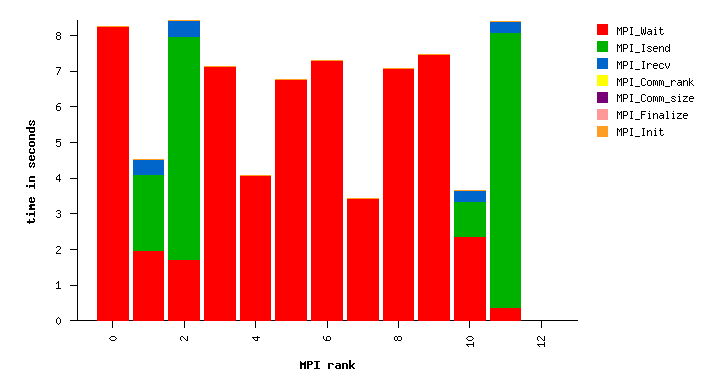 8
7
6
5
4
3
2
1
0
time in seconds
0
2
4
6
8
10
12
MPI rank
MPI_Wait
MPI_Isend
MPI_Irecv
MPI_Comm_rank
MPI_Comm_size
MPI_Finalize
MPI_Init